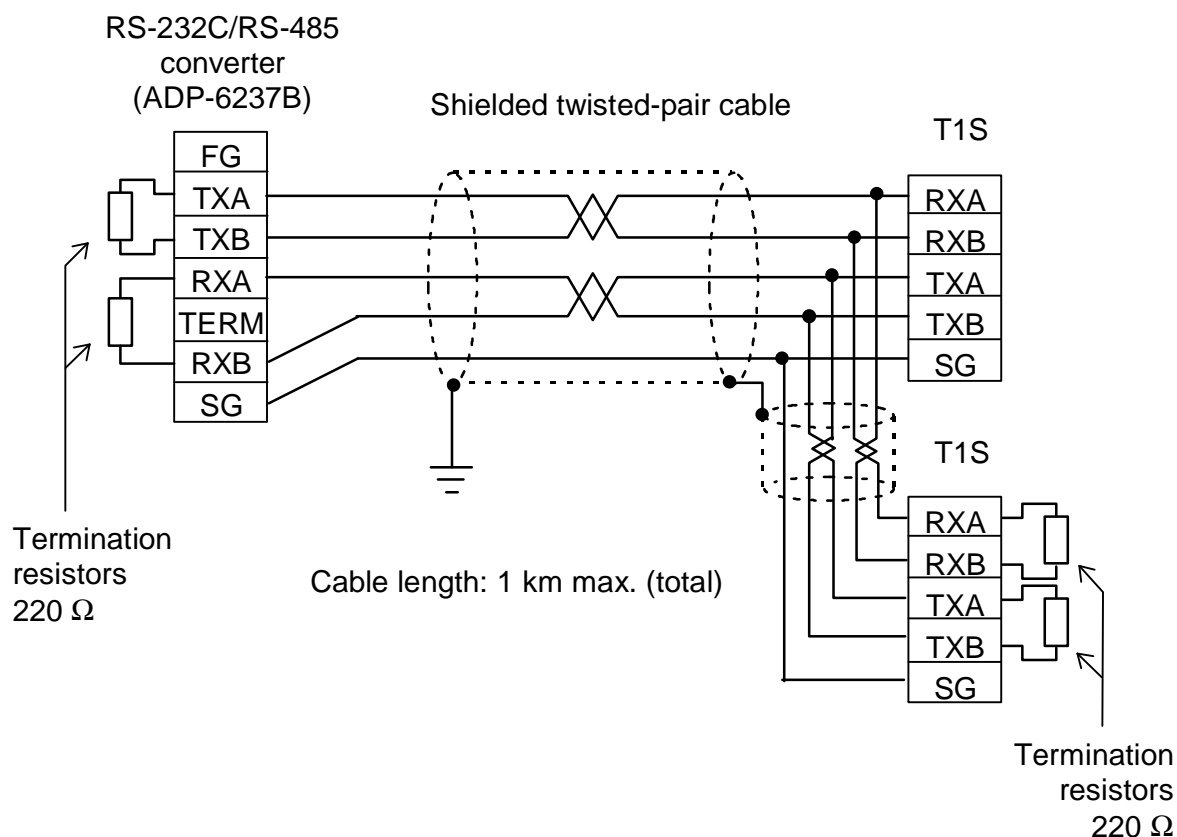 RS-232C/RS-485
converter
(ADP-6237B)
Shielded twisted-pair cable
T1S
FG
TXA
TXB
RXA
TERM
RXB
SG
RXA
RXB
TXA
TXB
SG
T1S
RXA
RXB
TXA
TXB
SG
Termination
resistors
220 Ω
Cable length: 1 km max. (total)
Termination
resistors
220 Ω